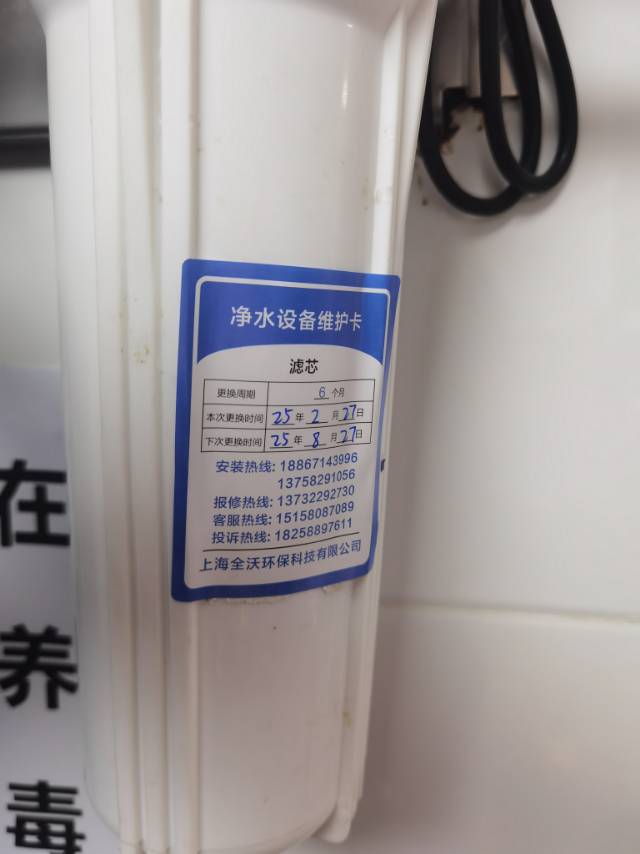 净水设备维护卡
滤芯
更换周期 6 个月
本次更换时间 25 年 2 月 27 日
下次更换时间 25 年 8 月 27 日
安装热线: 18867143996
13758291056
报修热线: 13732292730
客服热线: 15158087089
投诉热线: 18258897611
上海全沃环保科技有限公司
在
养
毒